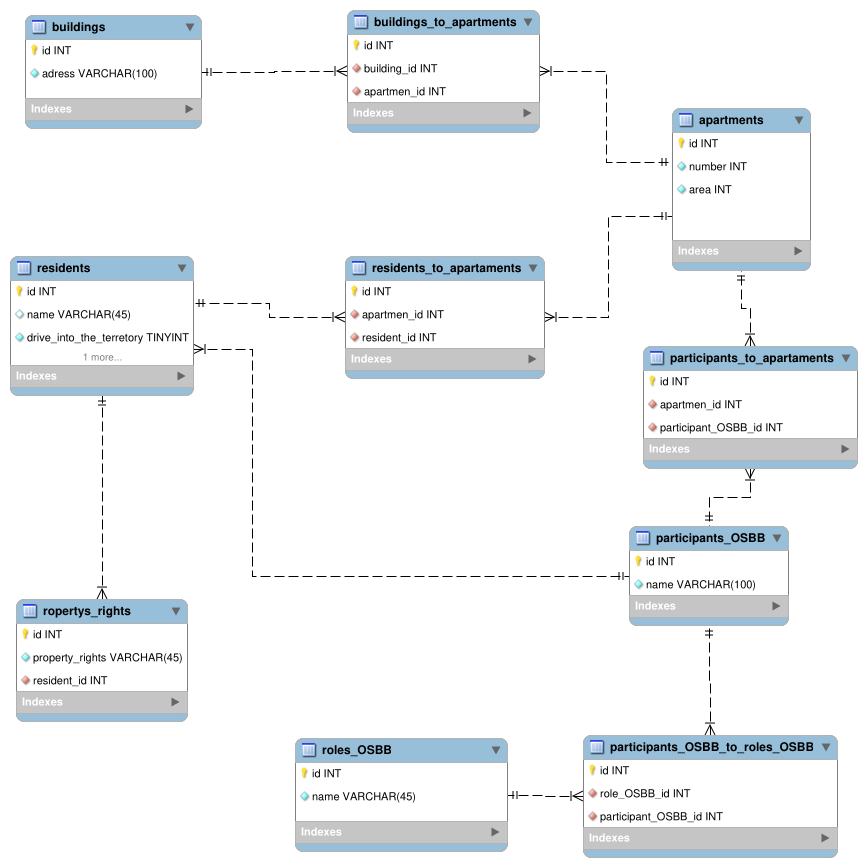 buildings
id INT
adress VARCHAR(100)
Indexes
buildings_to_apartments
id INT
building_id INT
apartmen_id INT
Indexes
apartments
id INT
number INT
area INT
Indexes
residents
id INT
name VARCHAR(45)
drive_into_the_terretory TINYINT
1 more...
Indexes
residents_to_apartaments
id INT
apartmen_id INT
resident_id INT
Indexes
participants_to_apartaments
id INT
apartmen_id INT
participant_OSBB_id INT
Indexes
participants_OSBB
id INT
name VARCHAR(100)
Indexes
ropertys_rights
id INT
property_rights VARCHAR(45)
resident_id INT
Indexes
roles_OSBB
id INT
name VARCHAR(45)
Indexes
participants_OSBB_to_roles_OSBB
id INT
role_OSBB_id INT
participant_OSBB_id INT
Indexes